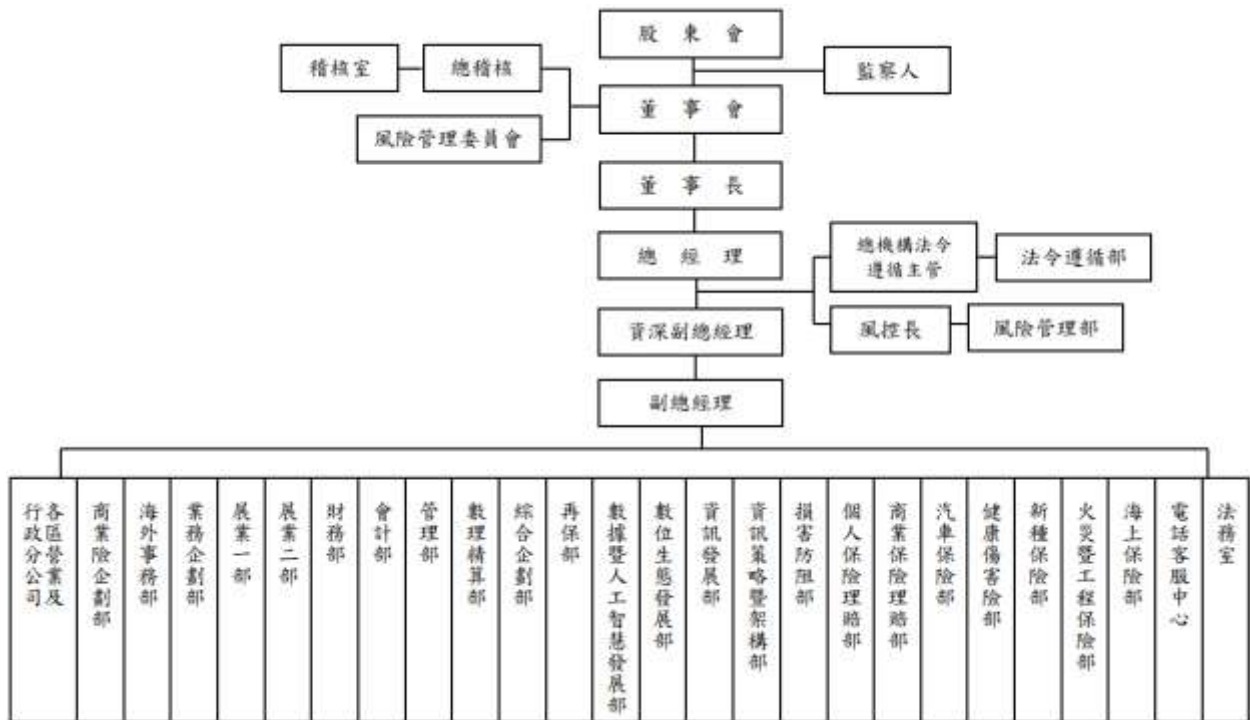 股東會
稽核室
總稽核
監察人
董事會
風險管理委員會
董事長
總經理
總機構法令
遵循主管
法令遵循部
資深副總經理
風控長
風險管理部
副總經理
各區營業及
行政分公司
商業險企劃部
海外事務部
業務企劃部
展業一部
展業二部
財務部
會計部
管理部
數理精算部
綜合企劃部
再保部
數據暨人工智慧發展部
數位生態發展部
資訊發展部
資訊策略暨架構部
損害防阻部
個人保險理賠部
商業保險理賠部
汽車保險部
健康傷害險部
新種保險部
火災暨工程保險部
海上保險部
電話客服中心
法務室